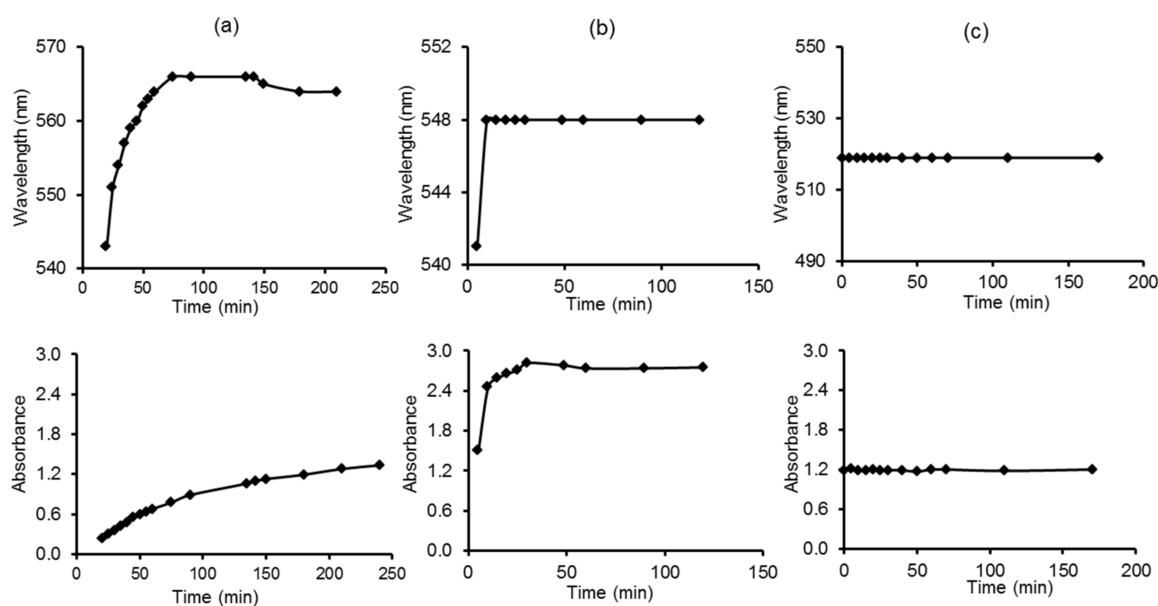 (a)
Wavelength (nm)
570
560
550
540
0 50 100 150 200 250
Time (min)
(b)
Wavelength (nm)
552
548
544
540
0 50 100 150
Time (min)
(c)
Wavelength (nm)
550
530
510
490
0 50 100 150 200
Time (min)
Absorbance
3.0
2.4
1.8
1.2
0.6
0.0
0 50 100 150 200 250
Time (min)
Absorbance
3.0
2.4
1.8
1.2
0.6
0.0
0 50 100 150
Time (min)
Absorbance
3.0
2.4
1.8
1.2
0.6
0.0
0 50 100 150 200
Time (min)